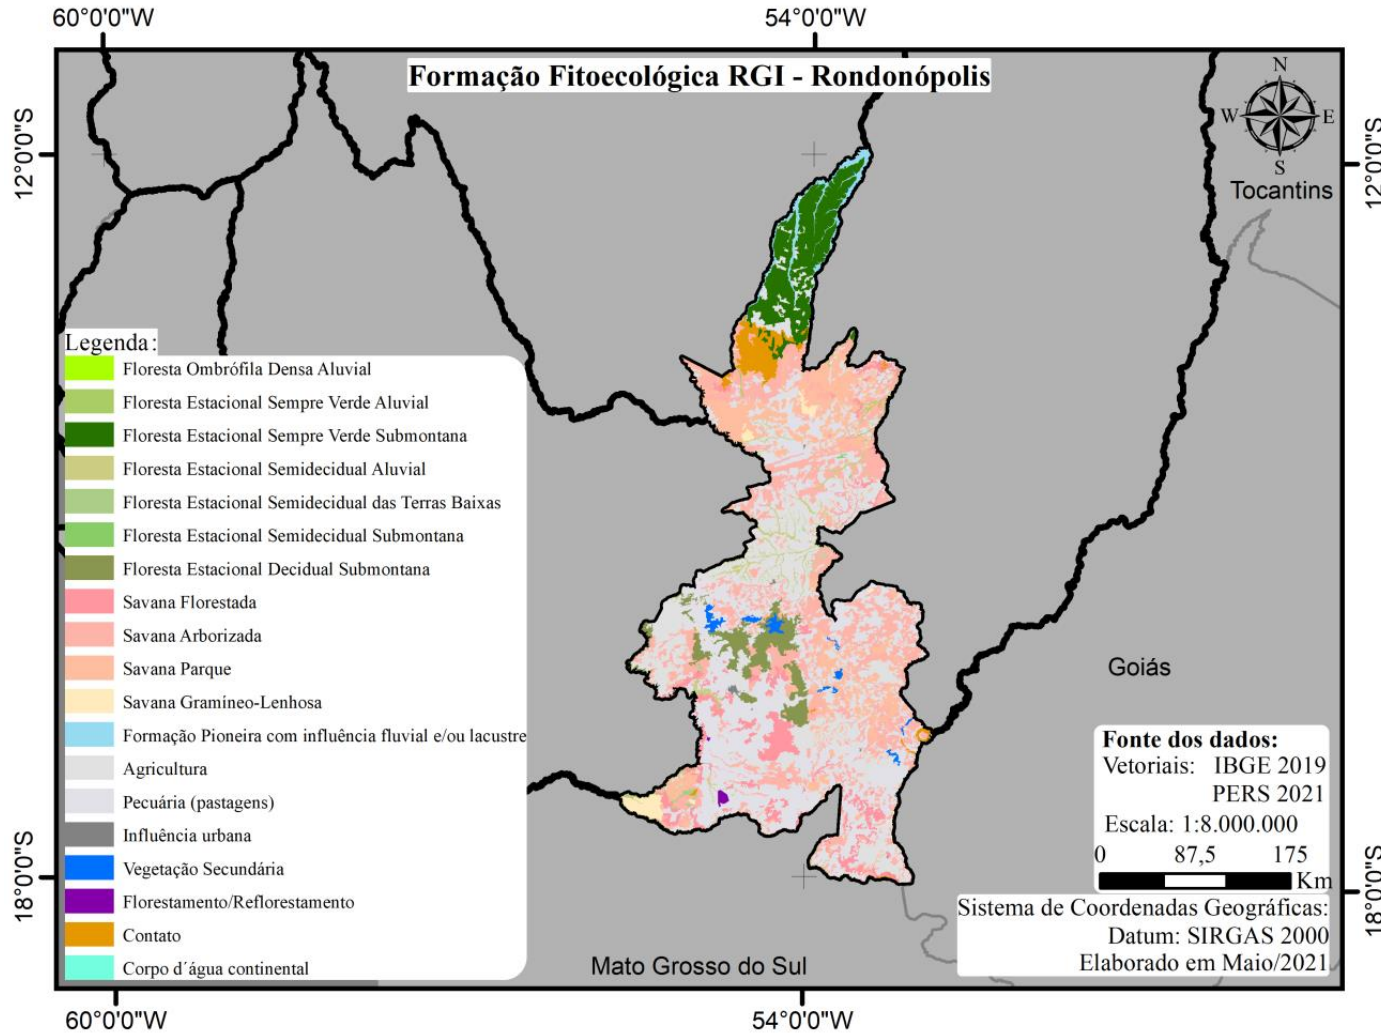 60°0'0"W
54°0'0"W
Formação Fitoecológica RGI - Rondonópolis
N
W
E
S
12°0'0"S
12°0'0"S
Tocantins
Legenda:
Floresta Ombrófila Densa Aluvial
Floresta Estacional Sempre Verde Aluvial
Floresta Estacional Sempre Verde Submontana
Floresta Estacional Semidecidual Aluvial
Floresta Estacional Semidecidual das Terras Baixas
Floresta Estacional Semidecidual Submontana
Floresta Estacional Decidual Submontana
Savana Florestada
Savana Arborizada
Savana Parque
Savana Gramíneo-Lenhosa
Formação Pioneira com influência fluvial e/ou lacustre
Agricultura
Pecuária (pastagens)
Influência urbana
Vegetação Secundária
Florestamento/Reflorestamento
Contato
Corpo d´água continental
Goiás
Fonte dos dados:
Vetoriais: IBGE 2019
PERS 2021
Escala: 1:8.000.000
0 87,5 175
Km
18°0'0"S
18°0'0"S
Sistema de Coordenadas Geográficas:
Datum: SIRGAS 2000
Elaborado em Maio/2021
Mato Grosso do Sul
60°0'0"W
54°0'0"W